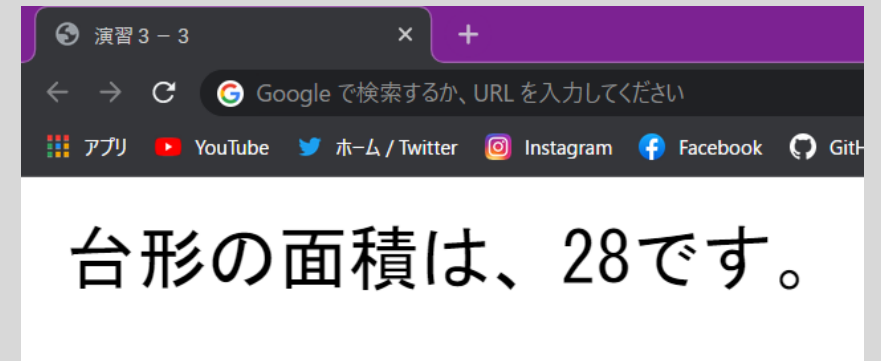 演習３－３
Google で検索するか、URL を入力してください
アプリ YouTube ホーム / Twitter Instagram Facebook GitH
台形の面積は、28です。